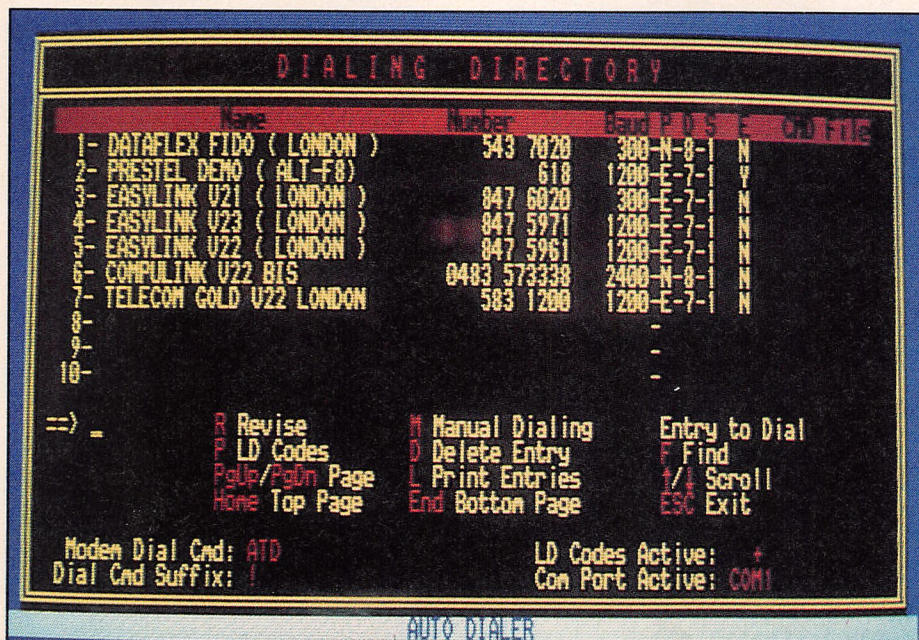 DIALING DIRECTORY
Name Number Baud P D S E CMD File
1- DATAFLEX FIDO ( LONDON ) 543 7020 300-N-8-1 N
2- PRESTEL DEMO ( ALT-F8) 618 1200-E-7-1 Y
3- EASYLINK V21 ( LONDON ) 847 6020 300-E-7-1 N
4- EASYLINK V23 ( LONDON ) 847 5971 1200-E-7-1 N
5- EASYLINK V22 ( LONDON ) 847 5961 1200-E-7-1 N
6- COMPULINK V22 BIS 0483 573338 2400-N-8-1 N
7- TELECOM GOLD V22 LONDON 583 1200 1200-E-7-1 N
8- -
9- -
10- -
==> _ R Revise M Manual Dialing Entry to Dial
P LD Codes D Delete Entry F Find
PgUp/PgDn Page L Print Entries ↑/↓ Scroll
Home Top Page End Bottom Page ESC Exit
Modem Dial Cmd: ATD LD Codes Active: +
Dial Cmd Suffix: ! Com Port Active: COM1
AUTO DIALER